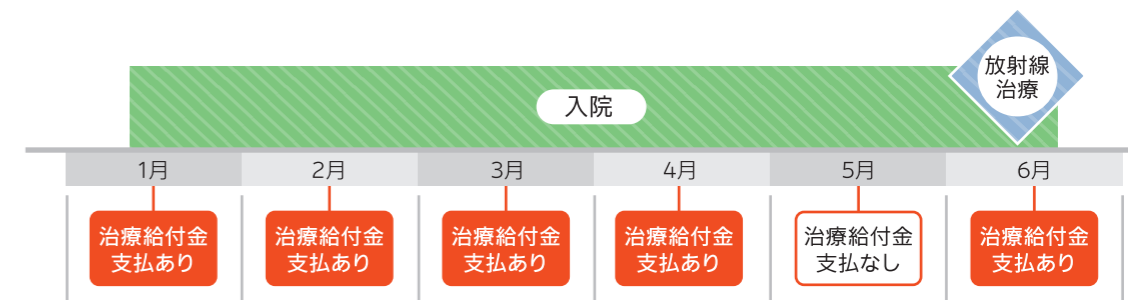 放射線
治療
入院
1月
2月
3月
4月
5月
6月
治療給付金
支払あり
治療給付金
支払あり
治療給付金
支払あり
治療給付金
支払あり
治療給付金
支払なし
治療給付金
支払あり